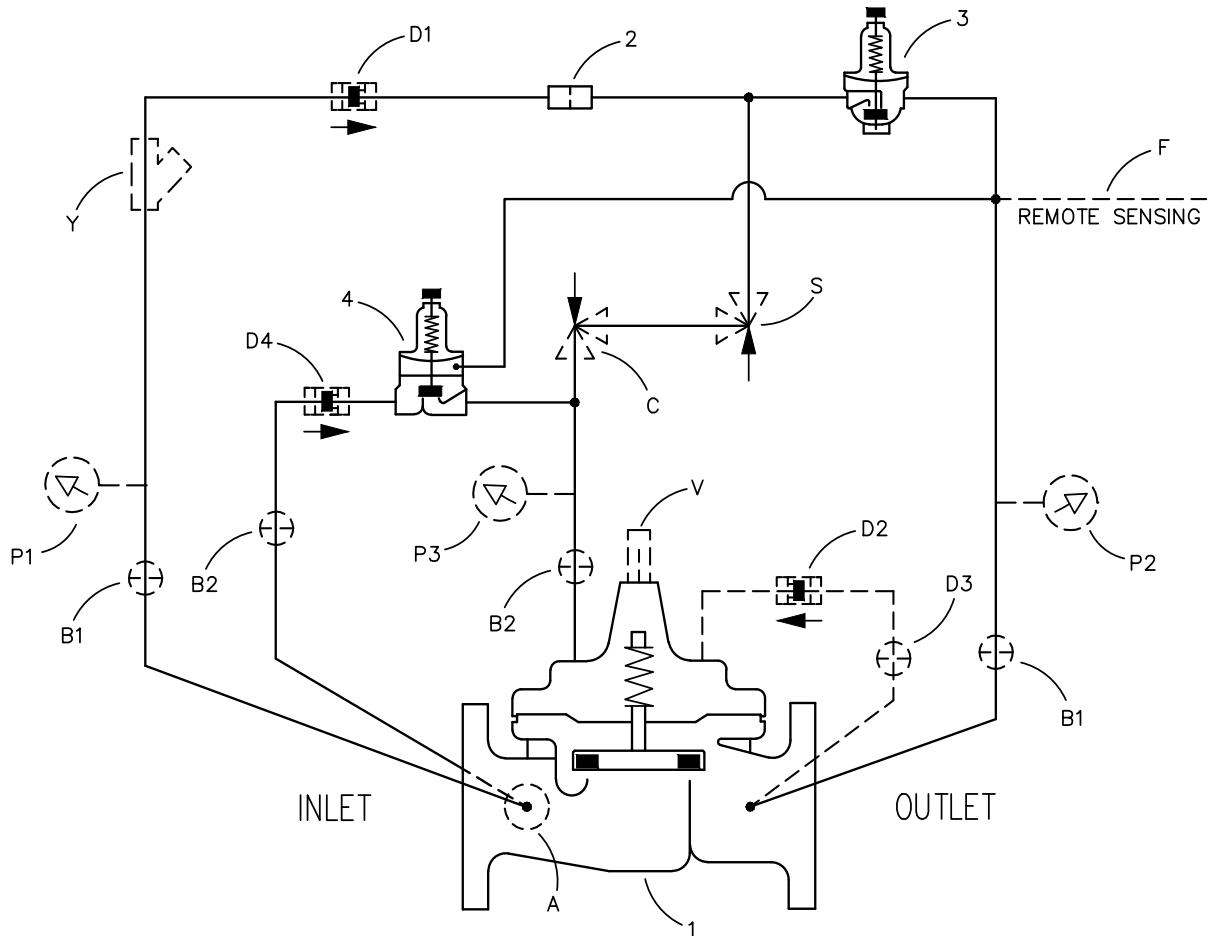 D1
2
3
F
REMOTE SENSING
Y
4
S
D4
C
V
P1
P3
D2
P2
B2
D3
B1
B2
B1
INLET
OUTLET
A
1